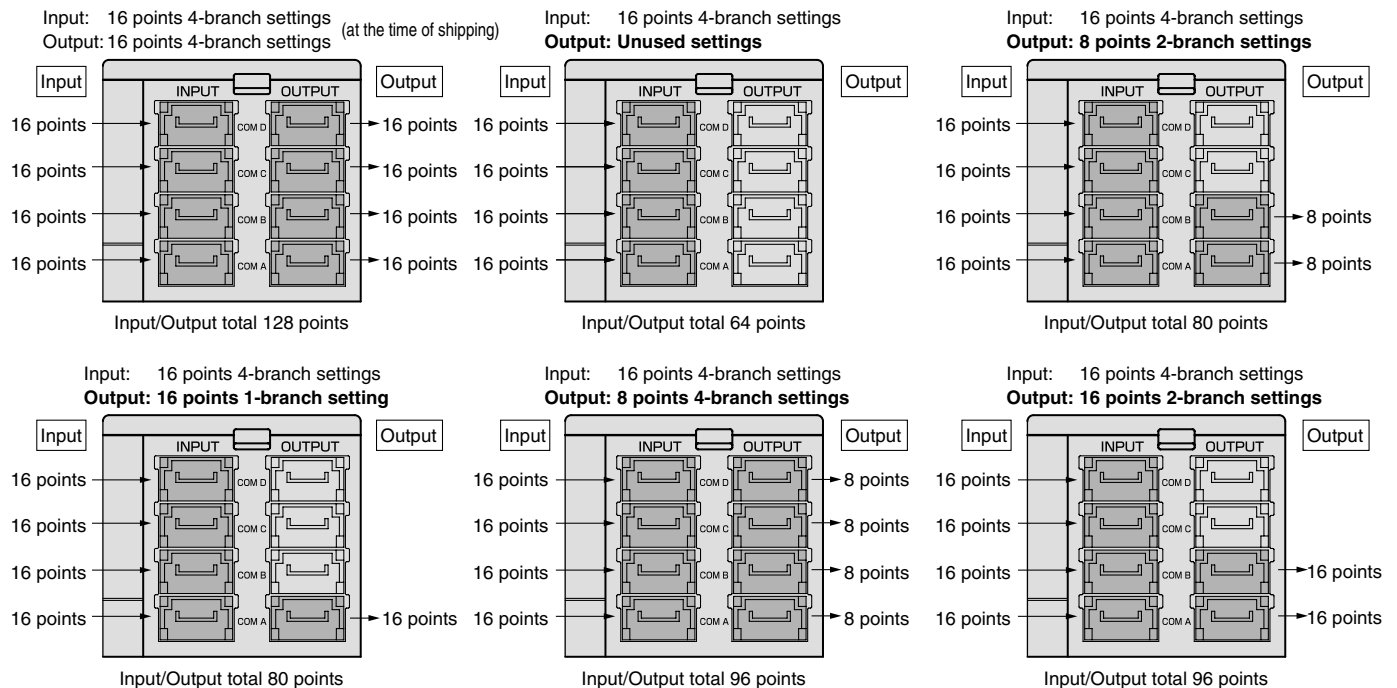 Input: 16 points 4-branch settings
Output: 16 points 4-branch settings (at the time of shipping)
Input Output
INPUT OUTPUT
16 points COM D 16 points
16 points COM C 16 points
16 points COM B 16 points
16 points COM A 16 points
Input/Output total 128 points
Input: 16 points 4-branch settings
Output: Unused settings
Input Output
INPUT OUTPUT
16 points COM D
16 points COM C
16 points COM B
16 points COM A
Input/Output total 64 points
Input: 16 points 4-branch settings
Output: 8 points 2-branch settings
Input Output
INPUT OUTPUT
16 points COM D
16 points COM C
16 points COM B 8 points
16 points COM A 8 points
Input/Output total 80 points
Input: 16 points 4-branch settings
Output: 16 points 1-branch setting
Input Output
INPUT OUTPUT
16 points COM D
16 points COM C
16 points COM B
16 points COM A 16 points
Input/Output total 80 points
Input: 16 points 4-branch settings
Output: 8 points 4-branch settings
Input Output
INPUT OUTPUT
16 points COM D 8 points
16 points COM C 8 points
16 points COM B 8 points
16 points COM A 8 points
Input/Output total 96 points
Input: 16 points 4-branch settings
Output: 16 points 2-branch settings
Input Output
INPUT OUTPUT
16 points COM D
16 points COM C
16 points COM B 16 points
16 points COM A 16 points
Input/Output total 96 points